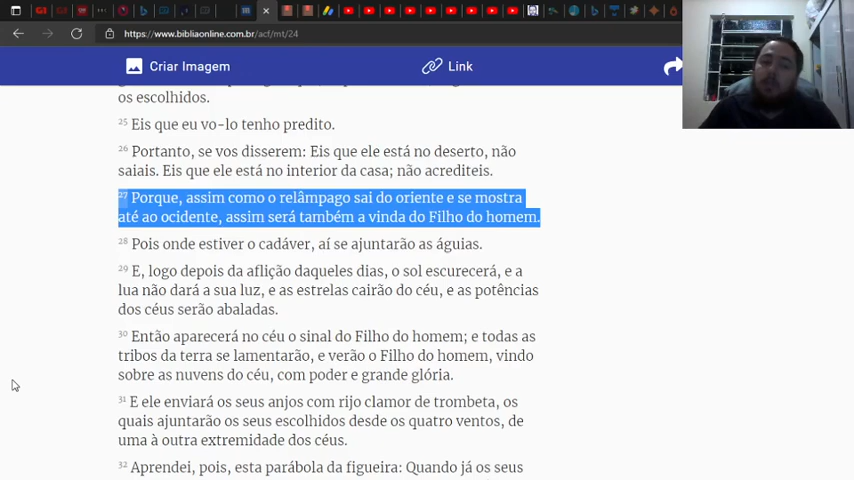 https://www.bibliaonline.com.br/acf/mt/24
Criar Imagem Link
os escolhidos.
25 Eis que eu vo-lo tenho predito.
26 Portanto, se vos disserem: Eis que ele está no deserto, não
saiais. Eis que ele está no interior da casa; não acrediteis.
27 Porque, assim como o relâmpago sai do oriente e se mostra
até ao ocidente, assim será também a vinda do Filho do homem.
28 Pois onde estiver o cadáver, aí se ajuntarão as águias.
29 E, logo depois da aflição daqueles dias, o sol escurecerá, e a
lua não dará a sua luz, e as estrelas cairão do céu, e as potências
dos céus serão abaladas.
30 Então aparecerá no céu o sinal do Filho do homem; e todas as
tribos da terra se lamentarão, e verão o Filho do homem, vindo
sobre as nuvens do céu, com poder e grande glória.
31 E ele enviará os seus anjos com rijo clamor de trombeta, os
quais ajuntarão os seus escolhidos desde os quatro ventos, de
uma à outra extremidade dos céus.
32 Aprendei, pois, esta parábola da figueira: Quando já os seus